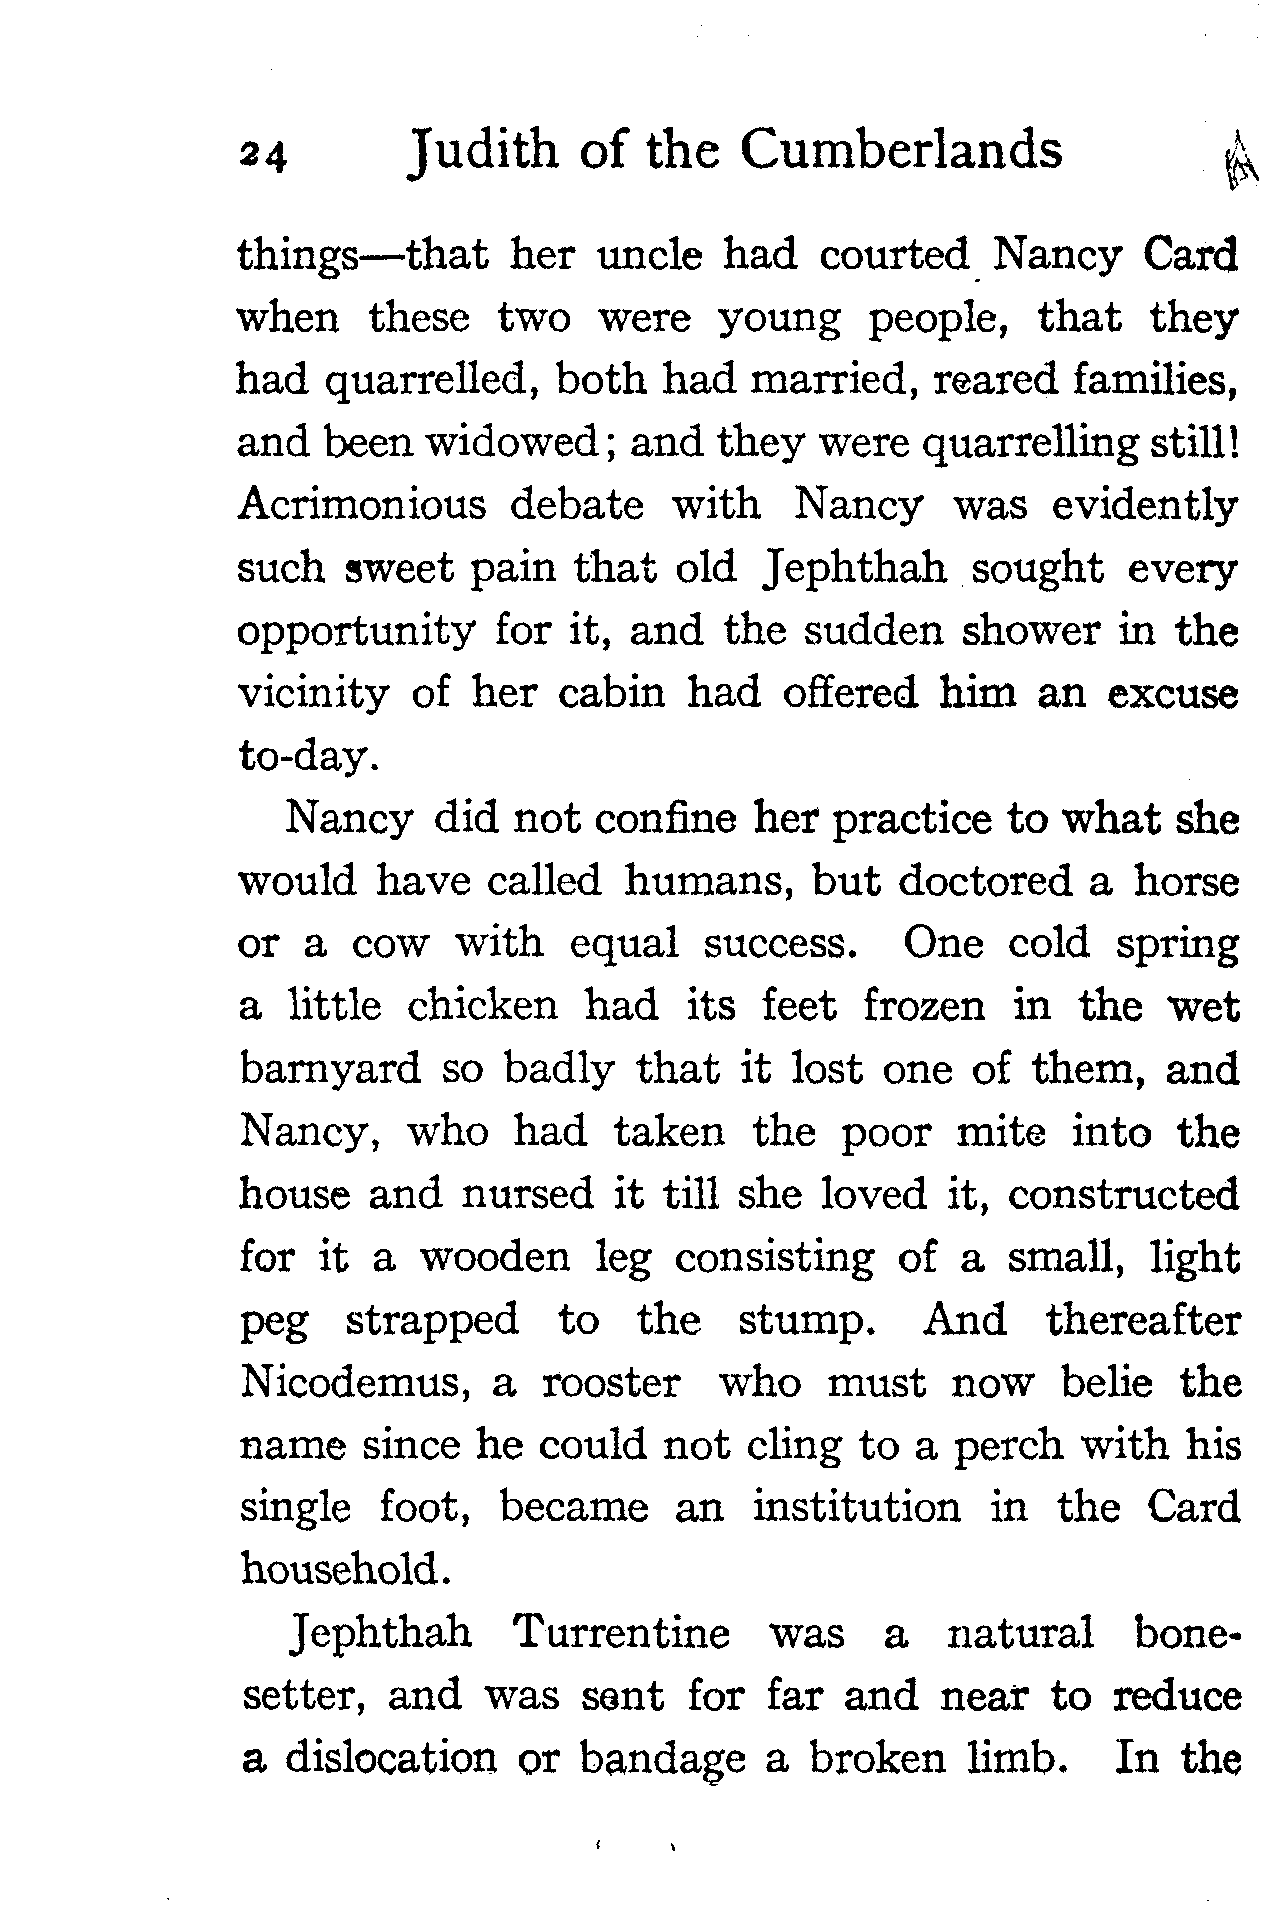 24 Judith of the Cumberlands
things—that her uncle had courted Nancy Card
when these two were young people, that they
had quarrelled, both had married, reared families,
and been widowed; and they were quarrelling still!
Acrimonious debate with Nancy was evidently
such sweet pain that old Jephthah sought every
opportunity for it, and the sudden shower in the
vicinity of her cabin had offered him an excuse
to-day.
Nancy did not confine her practice to what she
would have called humans, but doctored a horse
or a cow with equal success. One cold spring
a little chicken had its feet frozen in the wet
barnyard so badly that it lost one of them, and
Nancy, who had taken the poor mite into the
house and nursed it till she loved it, constructed
for it a wooden leg consisting of a small, light
peg strapped to the stump. And thereafter
Nicodemus, a rooster who must now belie the
name since he could not cling to a perch with his
single foot, became an institution in the Card
household.
Jephthah Turrentine was a natural bone-
setter, and was sent for far and near to reduce
a dislocation or bandage a broken limb. In the